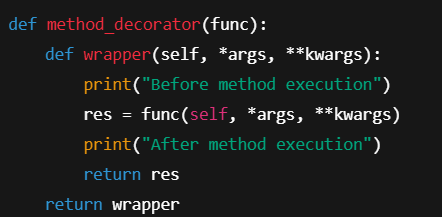 def method_decorator(func):
    def wrapper(self, *args, **kwargs):
        print("Before method execution")
        res = func(self, *args, **kwargs)
        print("After method execution")
        return res
    return wrapper